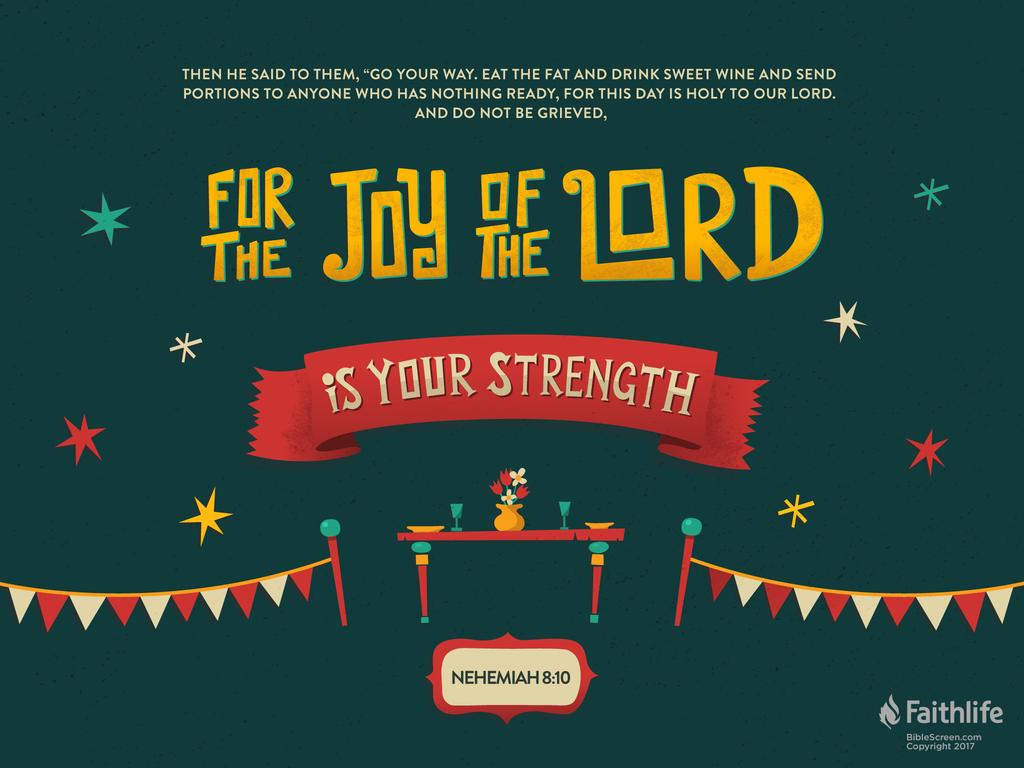 THEN HE SAID TO THEM, “GO YOUR WAY. EAT THE FAT AND DRINK SWEET WINE AND SEND
PORTIONS TO ANYONE WHO HAS NOTHING READY, FOR THIS DAY IS HOLY TO OUR LORD.
AND DO NOT BE GRIEVED,
FOR THE JOY OF THE LORD
IS YOUR STRENGTH
NEHEMIAH 8:10
Faithlife
BibleScreen.com
Copyright 2017